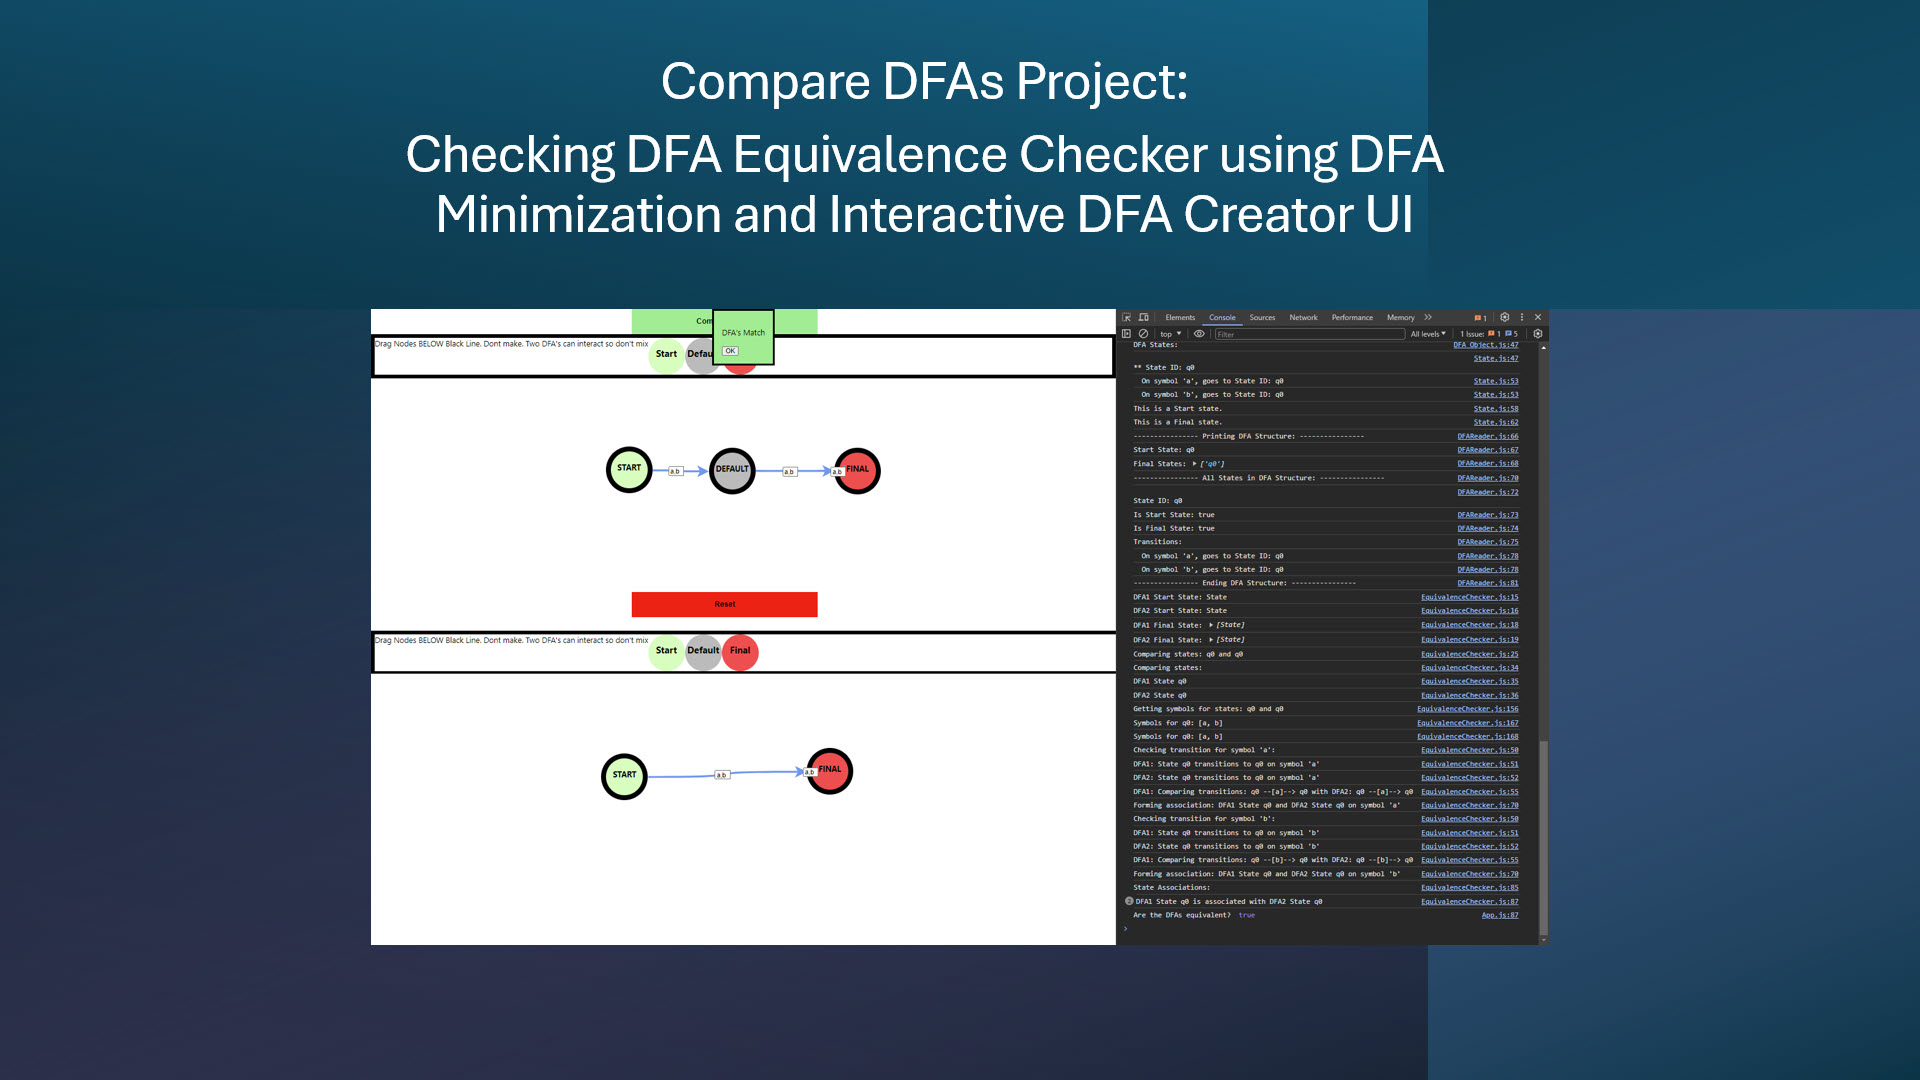 Compare DFAs Project:
Checking DFA Equivalence Checker using DFA
Minimization and Interactive DFA Creator UI
Com
DFA's Match
OK
Drag Nodes BELOW Black Line. Dont make. Two DFA's can interact so don't mix
Start
Defau
START
a,b
DEFAULT
a,b
a,b
FINAL
Reset
Drag Nodes BELOW Black Line. Dont make. Two DFA's can interact so don't mix
Start
Default
Final
START
a,b
a,b
FINAL
Elements Console Sources Network Performance Memory 1
top Filter All levels 1 Issue: 1 5
DFA States: DFA Object.js:47
State.js:47
** State ID: q0
On symbol 'a', goes to State ID: q0 State.js:53
On symbol 'b', goes to State ID: q0 State.js:53
This is a Start state. State.js:58
This is a Final state. State.js:62
---------------- Printing DFA Structure: ---------------- DFAReader.js:66
Start State: q0 DFAReader.js:67
Final States: ▶ ['q0'] DFAReader.js:68
---------------- All States in DFA Structure: ---------------- DFAReader.js:70
DFAReader.js:72
State ID: q0
Is Start State: true DFAReader.js:73
Is Final State: true DFAReader.js:74
Transitions: DFAReader.js:75
On symbol 'a', goes to State ID: q0 DFAReader.js:78
On symbol 'b', goes to State ID: q0 DFAReader.js:78
---------------- Ending DFA Structure: ---------------- DFAReader.js:81
DFA1 Start State: State EquivalenceChecker.js:15
DFA2 Start State: State EquivalenceChecker.js:16
DFA1 Final State: ▶ [State] EquivalenceChecker.js:18
DFA2 Final State: ▶ [State] EquivalenceChecker.js:19
Comparing states: q0 and q0 EquivalenceChecker.js:25
Comparing states: EquivalenceChecker.js:34
DFA1 State q0 EquivalenceChecker.js:35
DFA2 State q0 EquivalenceChecker.js:36
Getting symbols for states: q0 and q0 EquivalenceChecker.js:156
Symbols for q0: [a, b] EquivalenceChecker.js:167
Symbols for q0: [a, b] EquivalenceChecker.js:168
Checking transition for symbol 'a': EquivalenceChecker.js:50
DFA1: State q0 transitions to q0 on symbol 'a' EquivalenceChecker.js:51
DFA2: State q0 transitions to q0 on symbol 'a' EquivalenceChecker.js:52
DFA1: Comparing transitions: q0 --[a]--> q0 with DFA2: q0 --[a]--> q0 EquivalenceChecker.js:55
Forming association: DFA1 State q0 and DFA2 State q0 on symbol 'a' EquivalenceChecker.js:70
Checking transition for symbol 'b': EquivalenceChecker.js:50
DFA1: State q0 transitions to q0 on symbol 'b' EquivalenceChecker.js:51
DFA2: State q0 transitions to q0 on symbol 'b' EquivalenceChecker.js:52
DFA1: Comparing transitions: q0 --[b]--> q0 with DFA2: q0 --[b]--> q0 EquivalenceChecker.js:55
Forming association: DFA1 State q0 and DFA2 State q0 on symbol 'b' EquivalenceChecker.js:70
State Associations: EquivalenceChecker.js:85
2 DFA1 State q0 is associated with DFA2 State q0 EquivalenceChecker.js:87
Are the DFAs equivalent? true App.js:87